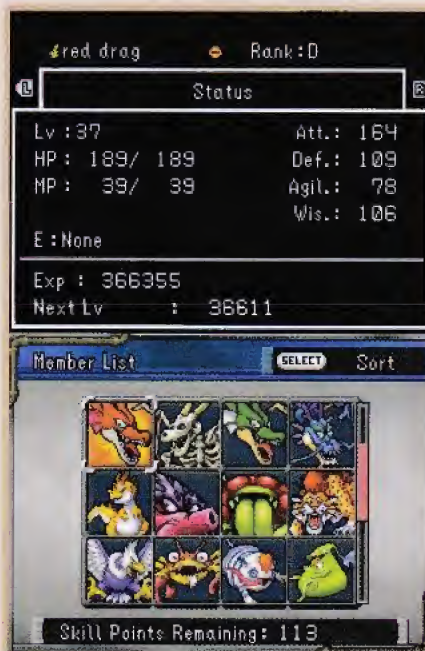 red drag Rank:D
L Status R
Lv :37 Att.: 164
HP: 189/ 189 Def.: 109
MP: 39/ 39 Agil.: 78
Wis.: 106
E:None
Exp : 366355
Next Lv : 36611
Member List SELECT Sort
Skill Points Remaining: 113